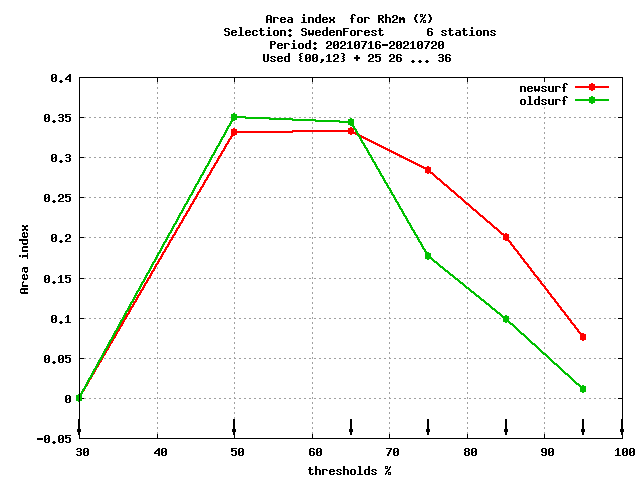 Area index  for Rh2m (%)
Selection: SwedenForest      6 stations
Period: 20210716-20210720
Used {00,12} + 25 26 ... 36
newsurf
oldsurf
0.4
0.35
0.3
0.25
0.2
0.15
0.1
0.05
0
-0.05
Area index
30 40 50 60 70 80 90 100
thresholds %